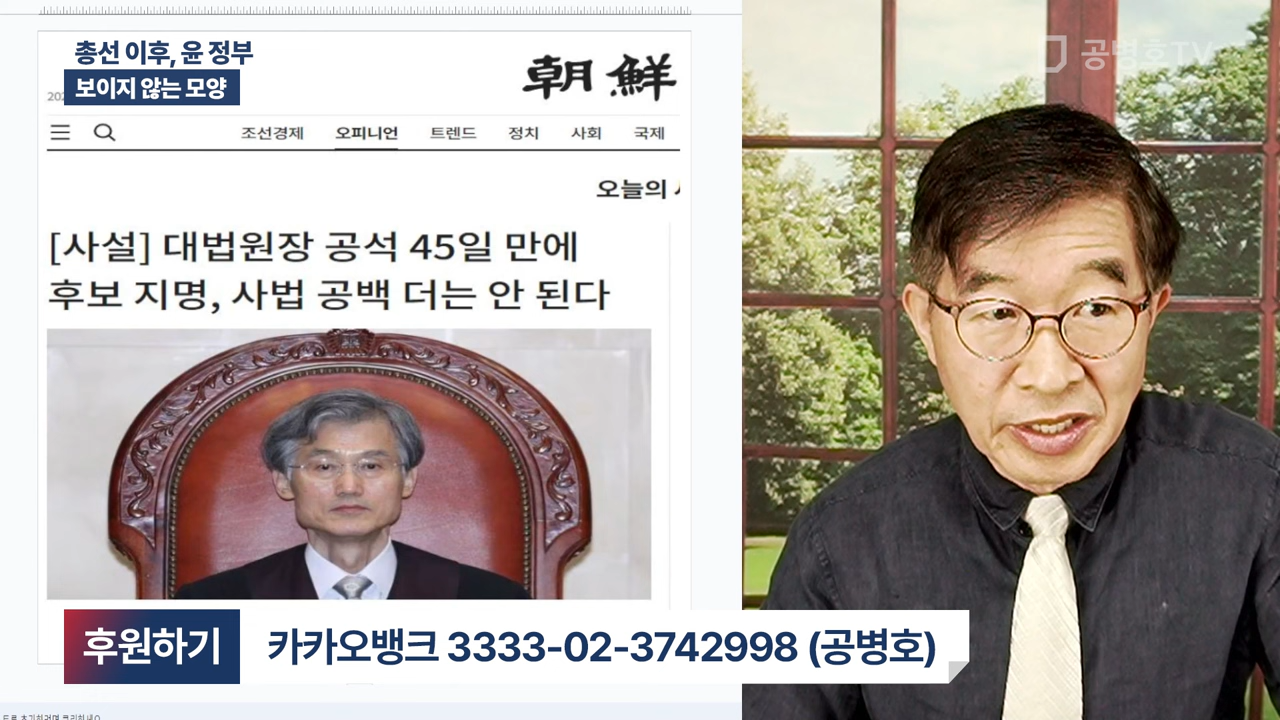 총선 이후, 윤 정부
보이지 않는 모양
朝鮮
조선경제 오피니언 트렌드 정치 사회 국제
오늘의
[사설] 대법원장 공석 45일 만에
후보 지명, 사법 공백 더는 안 된다
공병호TV
후원하기
카카오뱅크 3333-02-3742998 (공병호)